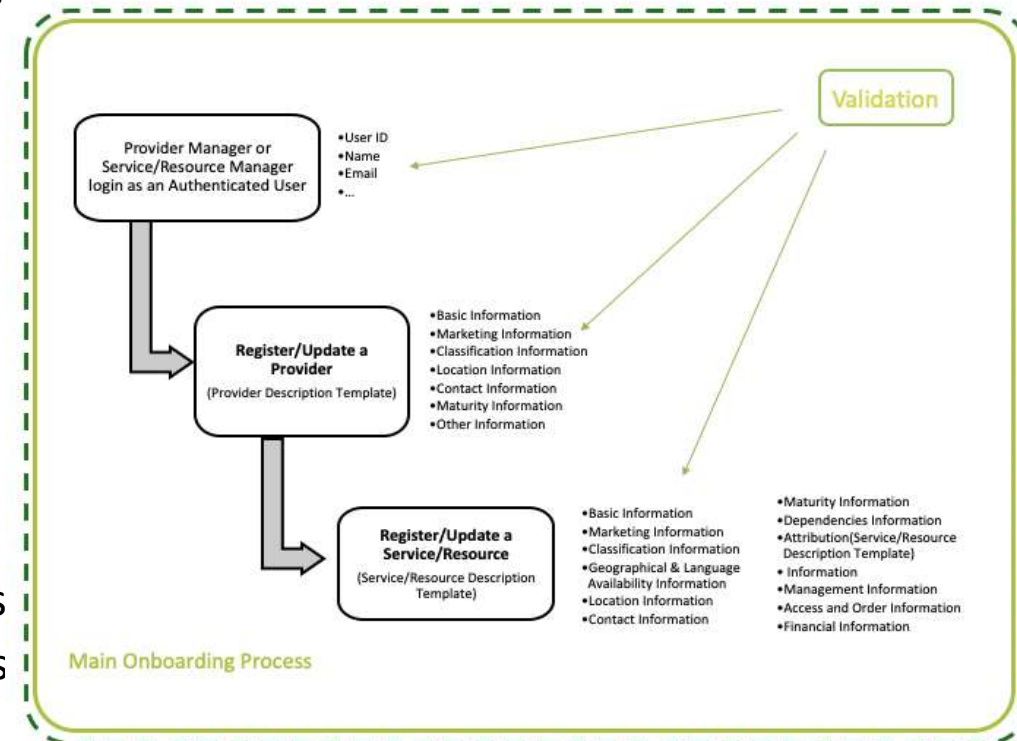 Validation
Provider Manager or
Service/Resource Manager
login as an Authenticated User
•User ID
•Name
•Email
•...
Register/Update a
Provider
(Provider Description Template)
•Basic Information
•Marketing Information
•Classification Information
•Location Information
•Contact Information
•Maturity Information
•Other Information
Register/Update a
Service/Resource
(Service/Resource Description
Template)
•Basic Information
•Marketing Information
•Classification Information
•Geographical & Language
Availability Information
•Location Information
•Contact Information
•Maturity Information
•Dependencies Information
•Attribution(Service/Resource
Description Template)
• Information
•Management Information
•Access and Order Information
•Financial Information
Main Onboarding Process